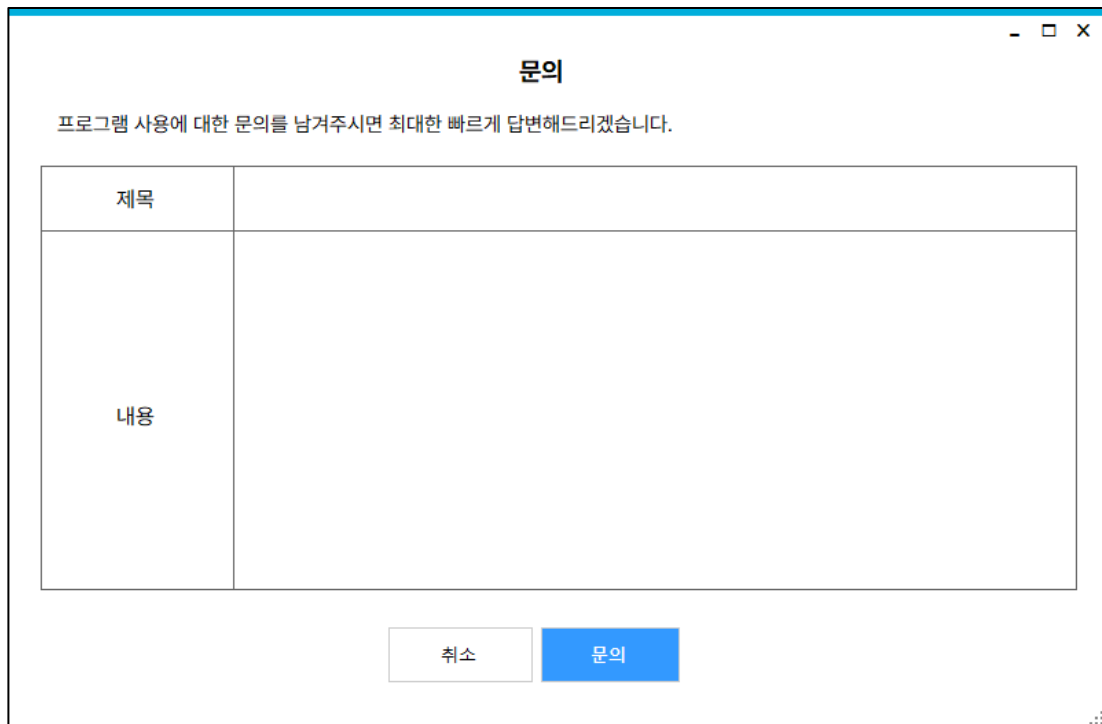 문의
프로그램 사용에 대한 문의를 남겨주시면 최대한 빠르게 답변해드리겠습니다.
제목
내용
취소 문의